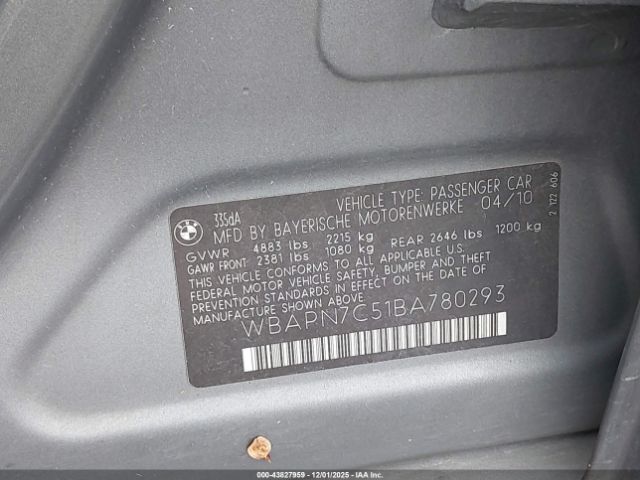 BMW
335dA
VEHICLE TYPE: PASSENGER CAR
MFD BY BAYERISCHE MOTORENWERKE 04/10
GVWR 4883 lbs 2215 kg
GAWR FRONT 2381 lbs 1080 kg REAR 2646 lbs 1200 kg
THIS VEHICLE CONFORMS TO ALL APPLICABLE U.S.
FEDERAL MOTOR VEHICLE SAFETY, BUMPER AND THEFT
PREVENTION STANDARDS IN EFFECT ON THE DATE OF
MANUFACTURE SHOWN ABOVE.
WBAPN7C51BA780293
2 122 606
000-43827959 | 12/01/2025 - IAA Inc.